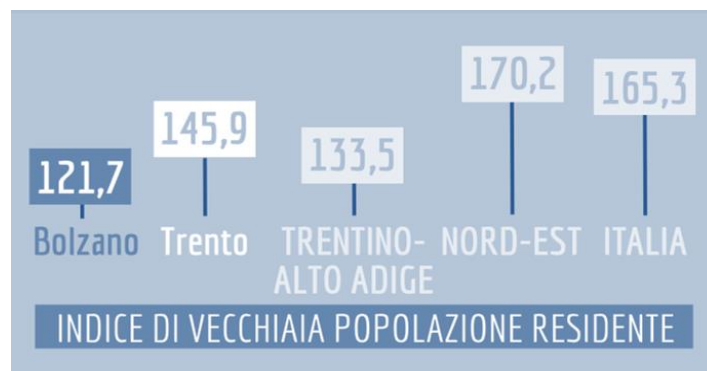 170,2
165,3
145,9
133,5
121,7
Bolzano Trento TRENTINO- NORD-EST ITALIA
ALTO ADIGE
INDICE DI VECCHIAIA POPOLAZIONE RESIDENTE